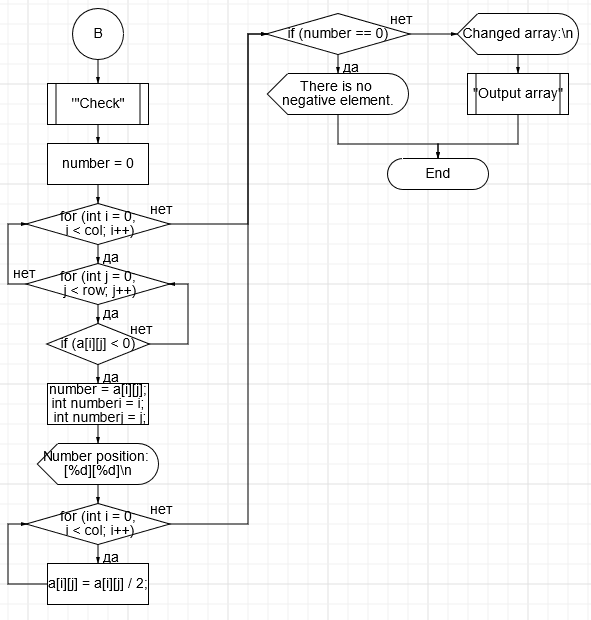 B
"'Check"
number = 0
for (int i = 0,
i < col; i++)
нет
да
for (int j = 0,
j < row; j++)
нет
да
if (a[i][j] < 0)
нет
да
number = a[i][j];
int numberi = i;
int numberj = j;
Number position:
[%d][%d]\n
for (int i = 0,
i < col; i++)
нет
да
a[i][j] = a[i][j] / 2;
if (number == 0)
нет
да
There is no
negative element.
Changed array:\n
"Output array"
End